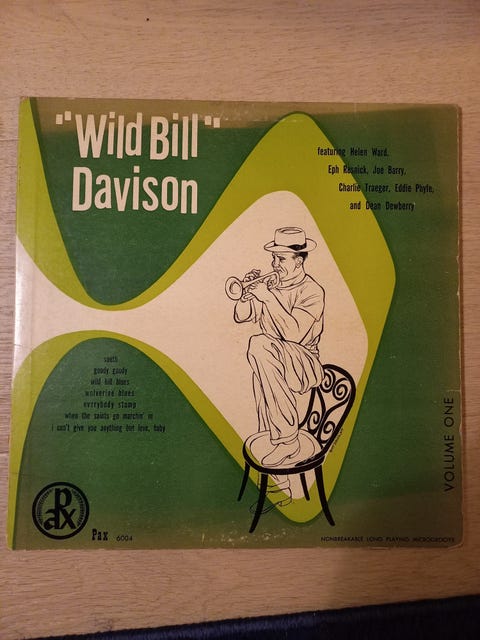 "Wild Bill"
Davison
featuring Helen Ward,
Eph Resnick, Joe Barry,
Charlie Traeger, Eddie Phyfe,
and Dean Dewberry
south
goody goody
wild bill blues
wolverine blues
everybody stomp
when the saints go marchin' in
i can't give you anything but love, baby
VOLUME ONE
Pax
Pax 6004
NONBREAKABLE LONG PLAYING MICROGROOVE